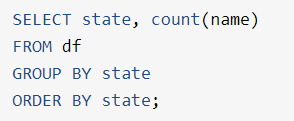 SELECT state, count(name)
FROM df
GROUP BY state
ORDER BY state;